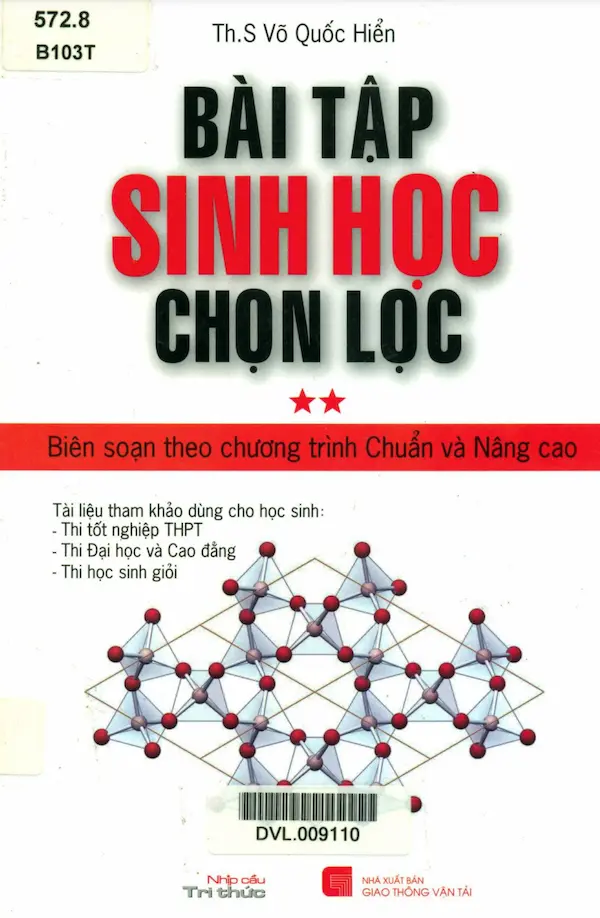 572.8
B103T
Th.S Võ Quốc Hiển
BÀI TẬP
SINH HỌC
CHỌN LỌC
Biên soạn theo chương trình Chuẩn và Nâng cao
Tài liệu tham khảo dùng cho học sinh:
- Thi tốt nghiệp THPT
- Thi Đại học và Cao đẳng
- Thi học sinh giỏi
DVL.009110
Nhịp cầu
Tri thức
NHÀ XUẤT BẢN
GIAO THÔNG VẬN TẢI